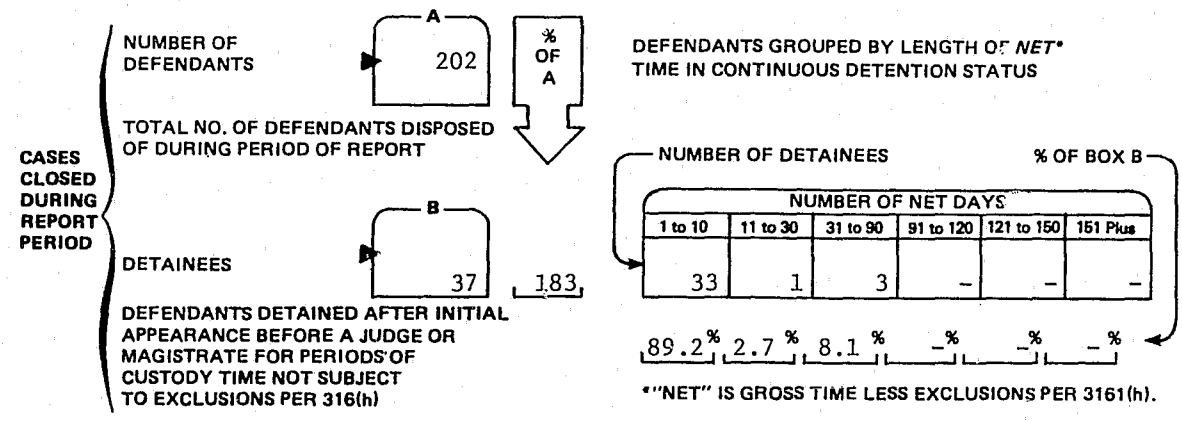 A
NUMBER OF
DEFENDANTS
202
%
OF
A
TOTAL NO. OF DEFENDANTS DISPOSED
OF DURING PERIOD OF REPORT
CASES
CLOSED
DURING
REPORT
PERIOD
B
DETAINEES
37 183
DEFENDANTS DETAINED AFTER INITIAL
APPEARANCE BEFORE A JUDGE OR
MAGISTRATE FOR PERIODS OF
CUSTODY TIME NOT SUBJECT
TO EXCLUSIONS PER 316(h)
DEFENDANTS GROUPED BY LENGTH OF NET*
TIME IN CONTINUOUS DETENTION STATUS
NUMBER OF DETAINEES % OF BOX B
NUMBER OF NET DAYS
1 to 10 11 to 30 31 to 90 91 to 120 121 to 150 151 Plus
33 1 3 – – –
89.2% 2.7% 8.1% –% –% –%
*"NET" IS GROSS TIME LESS EXCLUSIONS PER 3161(h).